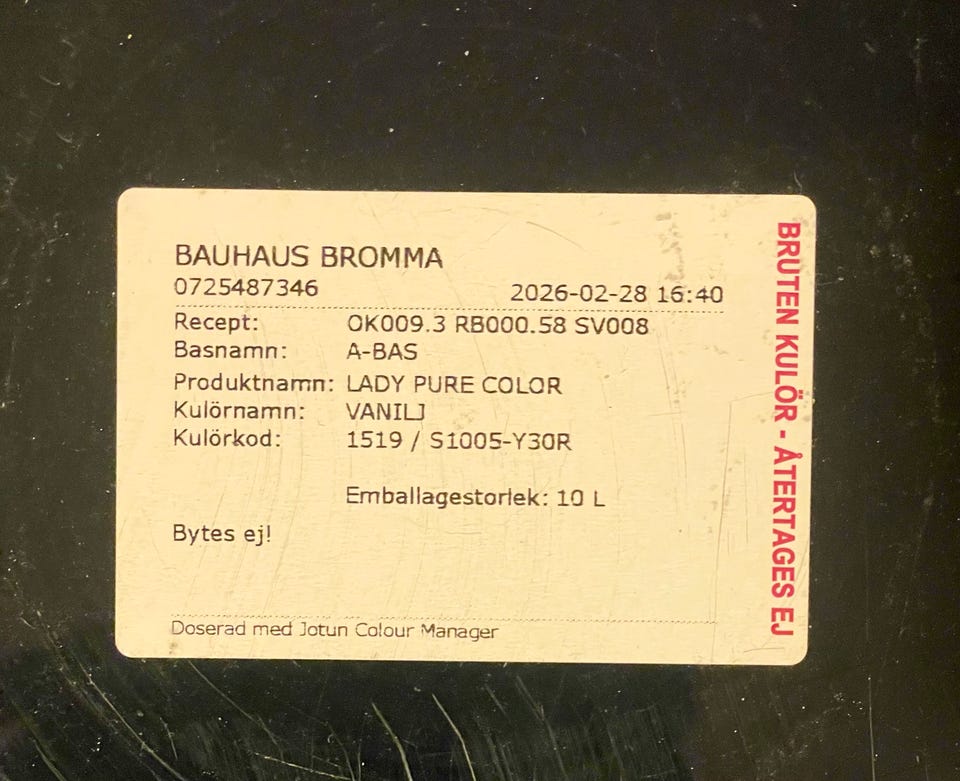 BAUHAUS BROMMA
0725487346 2026-02-28 16:40
Recept: OK009.3 RB000.58 SV008
Basnamn: A-BAS
Produktnamn: LADY PURE COLOR
Kulörnamn: VANILJ
Kulörkod: 1519 / S1005-Y30R
Emballagestorlek: 10 L
Bytes ej!
Doserad med Jotun Colour Manager
BRUTEN KULÖR - ÅTERTAGES EJ